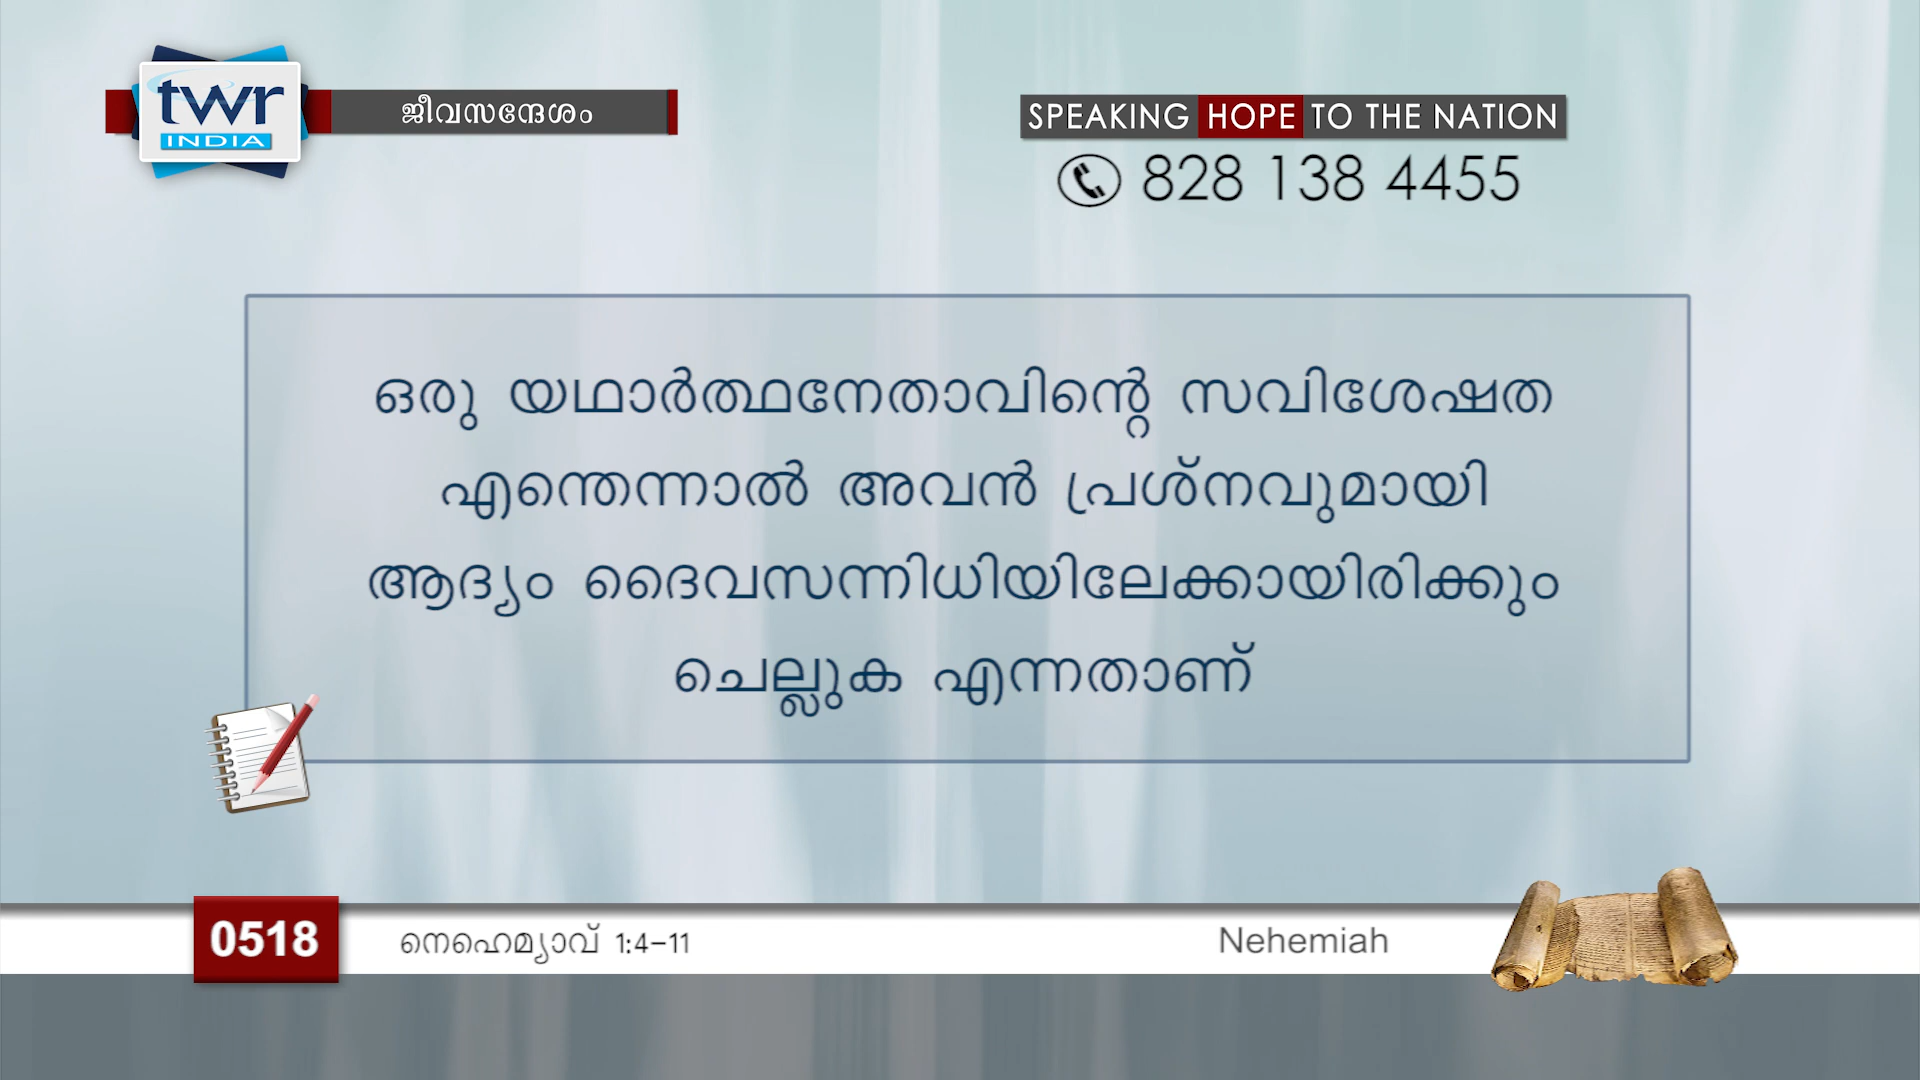 twr
INDIA
ജീവസന്ദേശം
SPEAKING HOPE TO THE NATION
828 138 4455
ഒരു യഥാർത്ഥനേതാവിന്റെ സവിശേഷത
എന്തെന്നാൽ അവൻ പ്രശ്നവുമായി
ആദ്യം ദൈവസന്നിധിയിലേക്കായിരിക്കും
ചെല്ലുക എന്നതാണ്
0518
നെഹെമ്യാവ് 1:4-11
Nehemiah